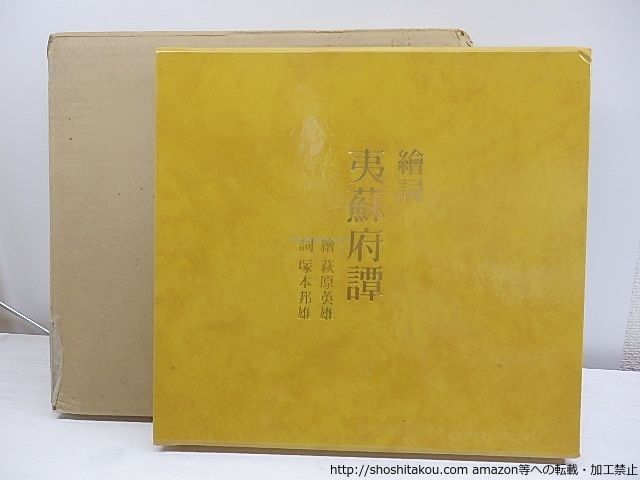 繪詞
夷蘇府譚
繪 萩原英雄
詞 塚本邦雄
http://shoshitakou.com amazon等への転載・加工禁止